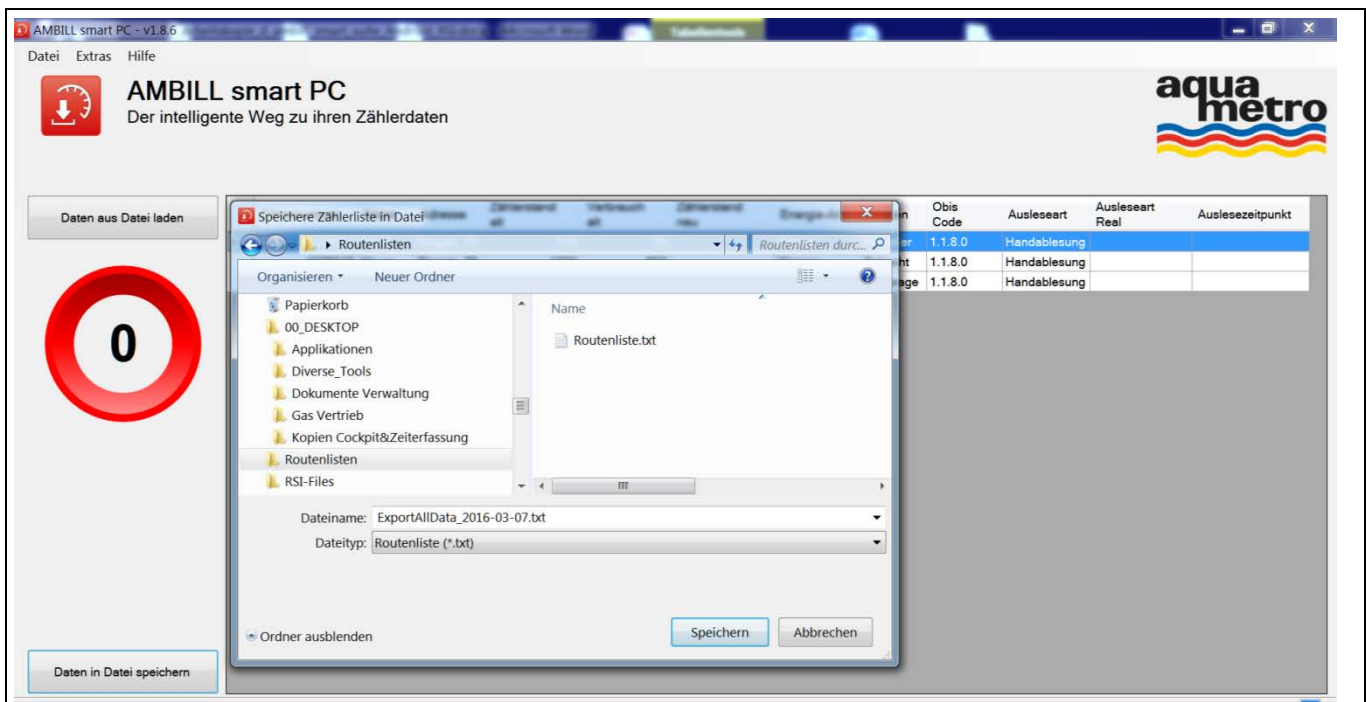 AMBILL smart PC - v1.8.6
Datei Extras Hilfe
AMBILL smart PC
Der intelligente Weg zu ihren Zählerdaten
aqua
metro
Daten aus Datei laden
0
Daten in Datei speichern
Obis
Code
Ausleseart
Ausleseart
Real
Auslesezeitpunkt
1.1.8.0 Handablesung
1.1.8.0 Handablesung
1.1.8.0 Handablesung
Speichere Zählerliste in Datei
Routenlisten
Routenlisten durc...
Organisieren Neuer Ordner
Papierkorb
00_DESKTOP
Applikationen
Diverse_Tools
Dokumente Verwaltung
Gas Vertrieb
Kopien Cockpit&Zeiterfassung
Routenlisten
RSI-Files
Name
Routenliste.txt
Dateiname: ExportAllData_2016-03-07.txt
Dateityp: Routenliste (*.txt)
Ordner ausblenden
Speichern Abbrechen